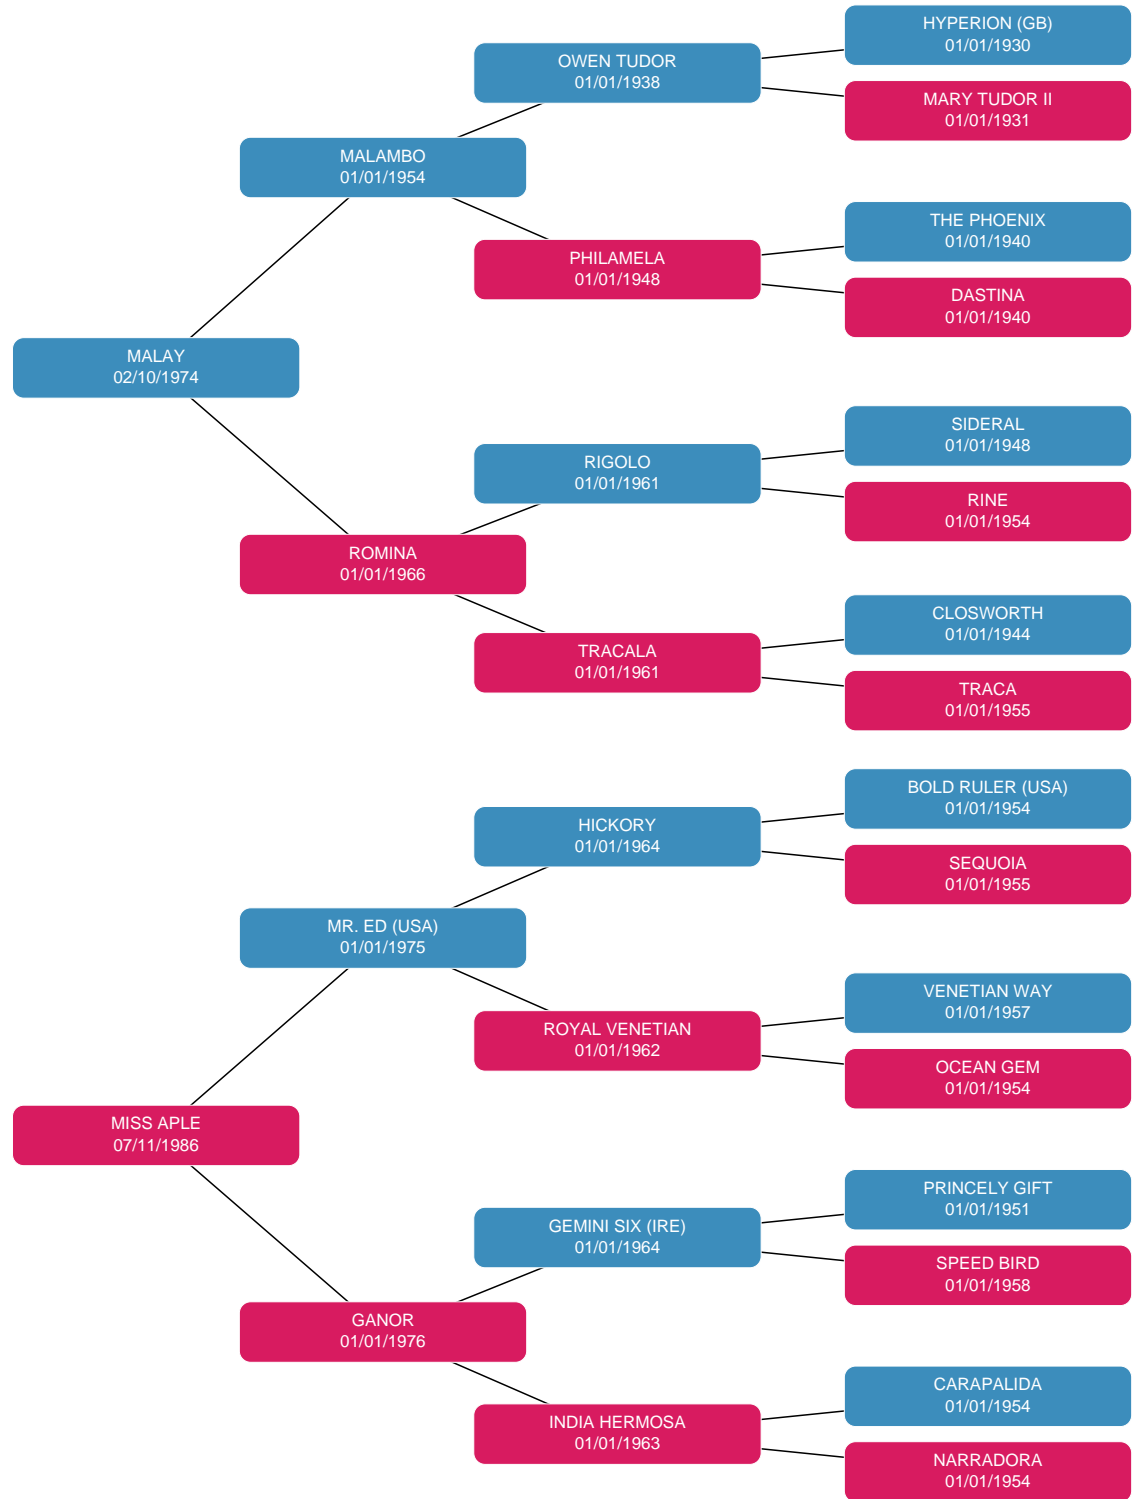 HYPERION (GB)
01/01/1930
OWEN TUDOR
01/01/1938
MARY TUDOR II
01/01/1931
MALAMBO
01/01/1954
THE PHOENIX
01/01/1940
PHILAMELA
01/01/1948
DASTINA
01/01/1940
MALAY
02/10/1974
SIDERAL
01/01/1948
RIGOLO
01/01/1961
RINE
01/01/1954
ROMINA
01/01/1966
CLOSWORTH
01/01/1944
TRACALA
01/01/1961
TRACA
01/01/1955
BOLD RULER (USA)
01/01/1954
HICKORY
01/01/1964
SEQUOIA
01/01/1955
MR. ED (USA)
01/01/1975
VENETIAN WAY
01/01/1957
ROYAL VENETIAN
01/01/1962
OCEAN GEM
01/01/1954
MISS APLE
07/11/1986
PRINCELY GIFT
01/01/1951
GEMINI SIX (IRE)
01/01/1964
SPEED BIRD
01/01/1958
GANOR
01/01/1976
CARAPALIDA
01/01/1954
INDIA HERMOSA
01/01/1963
NARRADORA
01/01/1954